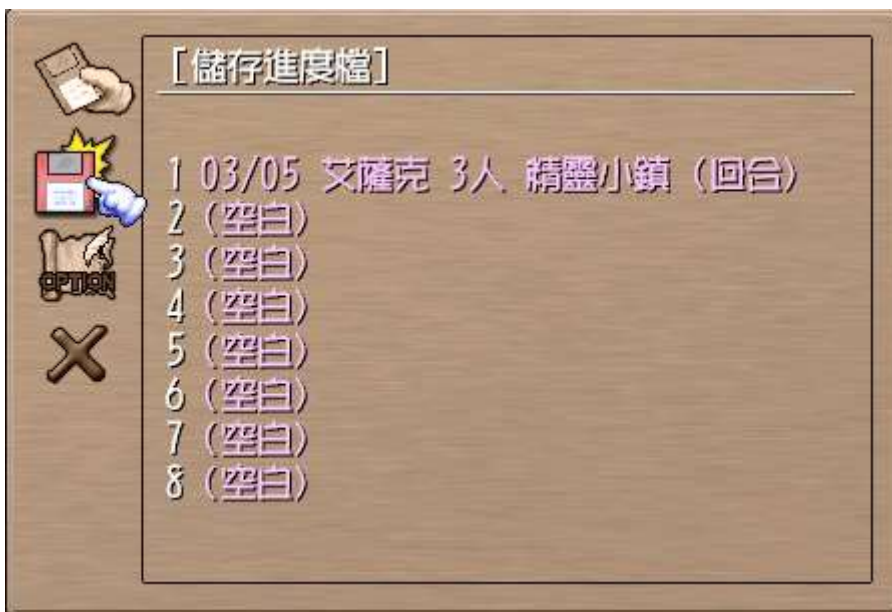 [儲存進度檔]
1 03/05 艾薩克 3人 精靈小鎮 (回合)
2 (空白)
3 (空白)
OPTION
4 (空白)
5 (空白)
6 (空白)
7 (空白)
8 (空白)